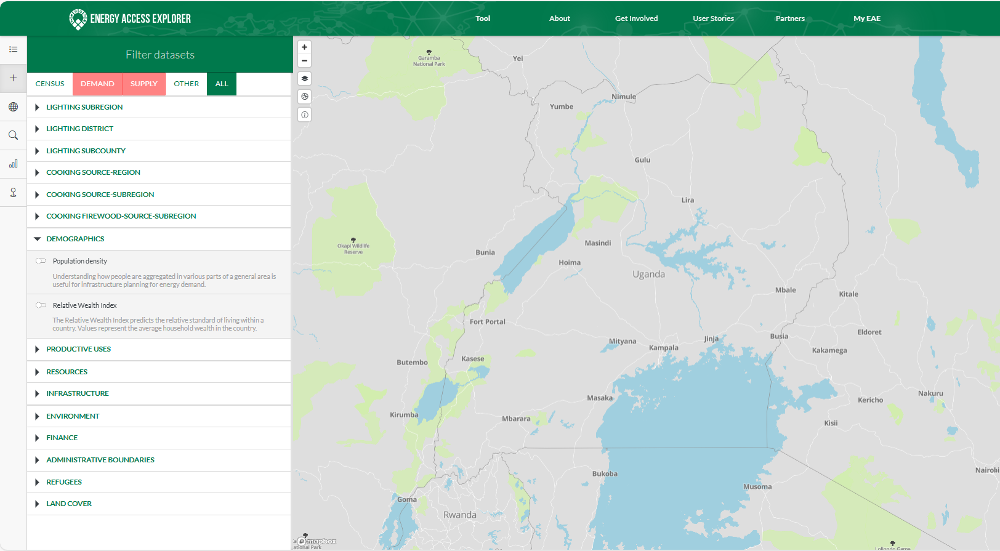 ENERGY ACCESS EXPLORER
Tool
About
Get Involved
User Stories
Partners
My EAE
Filter datasets
CENSUS
DEMAND
SUPPLY
OTHER
ALL
LIGHTING SUBREGION
LIGHTING DISTRICT
LIGHTING SUBCOUNTY
COOKING SOURCE-REGION
COOKING SOURCE-SUBREGION
COOKING FIREWOOD-SOURCE-SUBREGION
DEMOGRAPHICS
Population density
Understanding how people are aggregated in various parts of a general area is
useful for infrastructure planning for energy demand.
Relative Wealth Index
The Relative Wealth Index predicts the relative standard of living within a
country. Values represent the average household wealth in the country.
PRODUCTIVE USES
RESOURCES
INFRASTRUCTURE
ENVIRONMENT
FINANCE
ADMINISTRATIVE BOUNDARIES
REFUGEES
LAND COVER
Garamba
National Park
Yei
Nimule
Yumbe
Gulu
Lira
Okapi Wildlife
Reserve
Bunia
Masindi
Hoima
Uganda
Mbale
Kitale
Fort Portal
Mityana
Kampala
Jinja
Busia
Eldoret
Kakamega
Butembo
Kasese
Masaka
Kirumba
Mbarara
Kericho
Nakuru
Kisii
Bukoba
Nairobi
Musoma
Goma
Rwanda
mapbox
ational Park
Loliondo Game